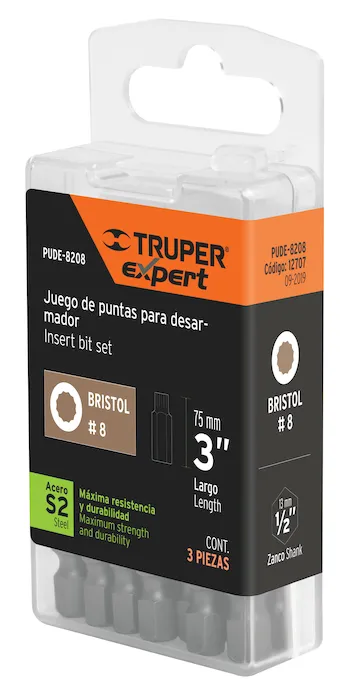 PUDE-8208
TRUPER®
expert
Juego de puntas para desar-
mador
Insert bit set
BRISTOL
# 8
75 mm
3"
Largo
Length
Acero
S2
Steel
Máxima resistencia
y durabilidad
Maximum strength
and durability
CONT.
3 PIEZAS
PUDE-8208
Código: 12707
09-2019
BRISTOL
# 8
13 mm
1/2"
Zanco Shank